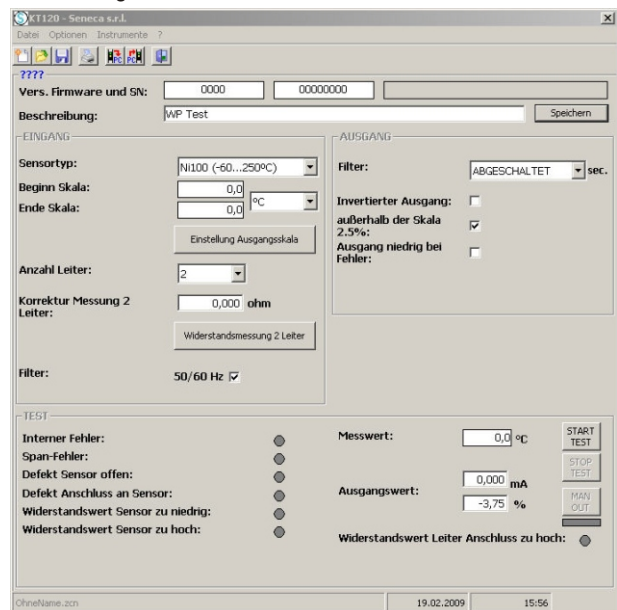 KT120 - Seneca s.r.l.
Datei Optionen Instrumente ?
????
Vers. Firmware und SN: 0000 00000000
Beschreibung: WP Test Speichern
EINGANG
Sensortyp: Ni100 (-60...250ºC)
Beginn Skala: 0,0
Ende Skala: 0,0 ºC
Einstellung Ausgangsskala
Anzahl Leiter: 2
Korrektur Messung 2
Leiter: 0,000 ohm
Widerstandsmessung 2 Leiter
Filter: 50/60 Hz
AUSGANG
Filter: ABGESCHALTET sec.
Invertierter Ausgang:
außerhalb der Skala
2.5%:
Ausgang niedrig bei
Fehler:
TEST
Interner Fehler:
Span-Fehler:
Defekt Sensor offen:
Defekt Anschluss an Sensor:
Widerstandswert Sensor zu niedrig:
Widerstandswert Sensor zu hoch:
Messwert: 0,0 ºC
Ausgangswert: 0,000 mA
-3,75 %
Widerstandswert Leiter Anschluss zu hoch:
START
TEST
STOP
TEST
MAN
OUT
OhneName.zcn 19.02.2009 15:56